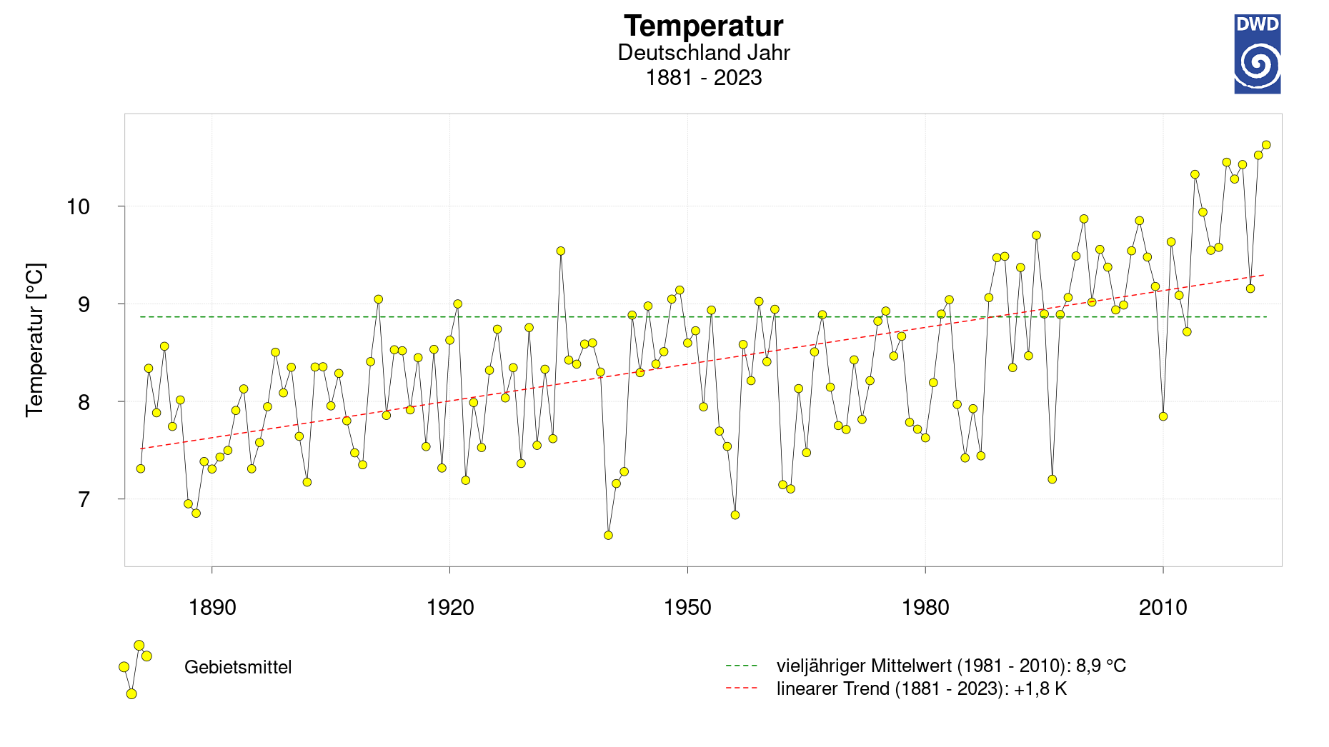 Temperatur
Deutschland Jahr
1881 - 2023
DWD
Temperatur [°C]
10
9
8
7
1890
1920
1950
1980
2010
Gebietsmittel
vieljähriger Mittelwert (1981 - 2010): 8,9 °C
linearer Trend (1881 - 2023): +1,8 K